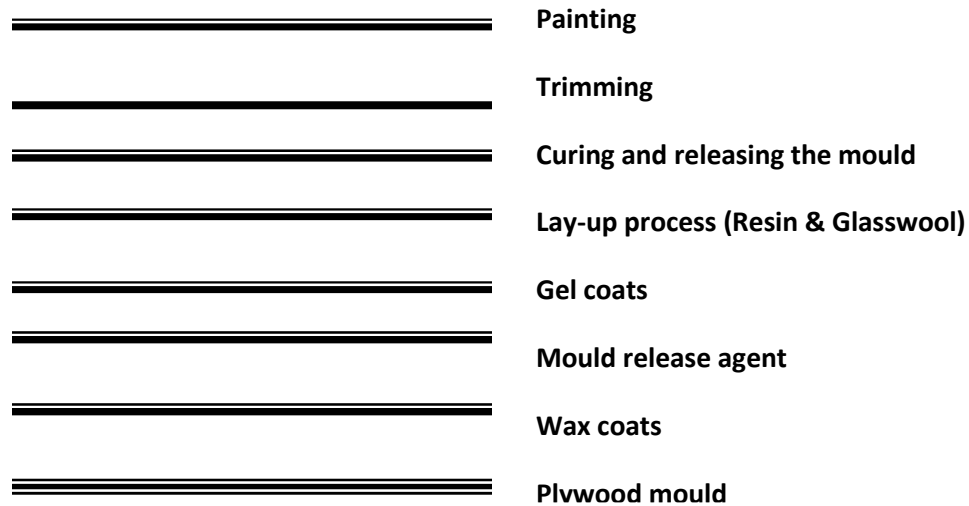 Painting
Trimming
Curing and releasing the mould
Lay-up process (Resin & Glasswool)
Gel coats
Mould release agent
Wax coats
Plywood mould